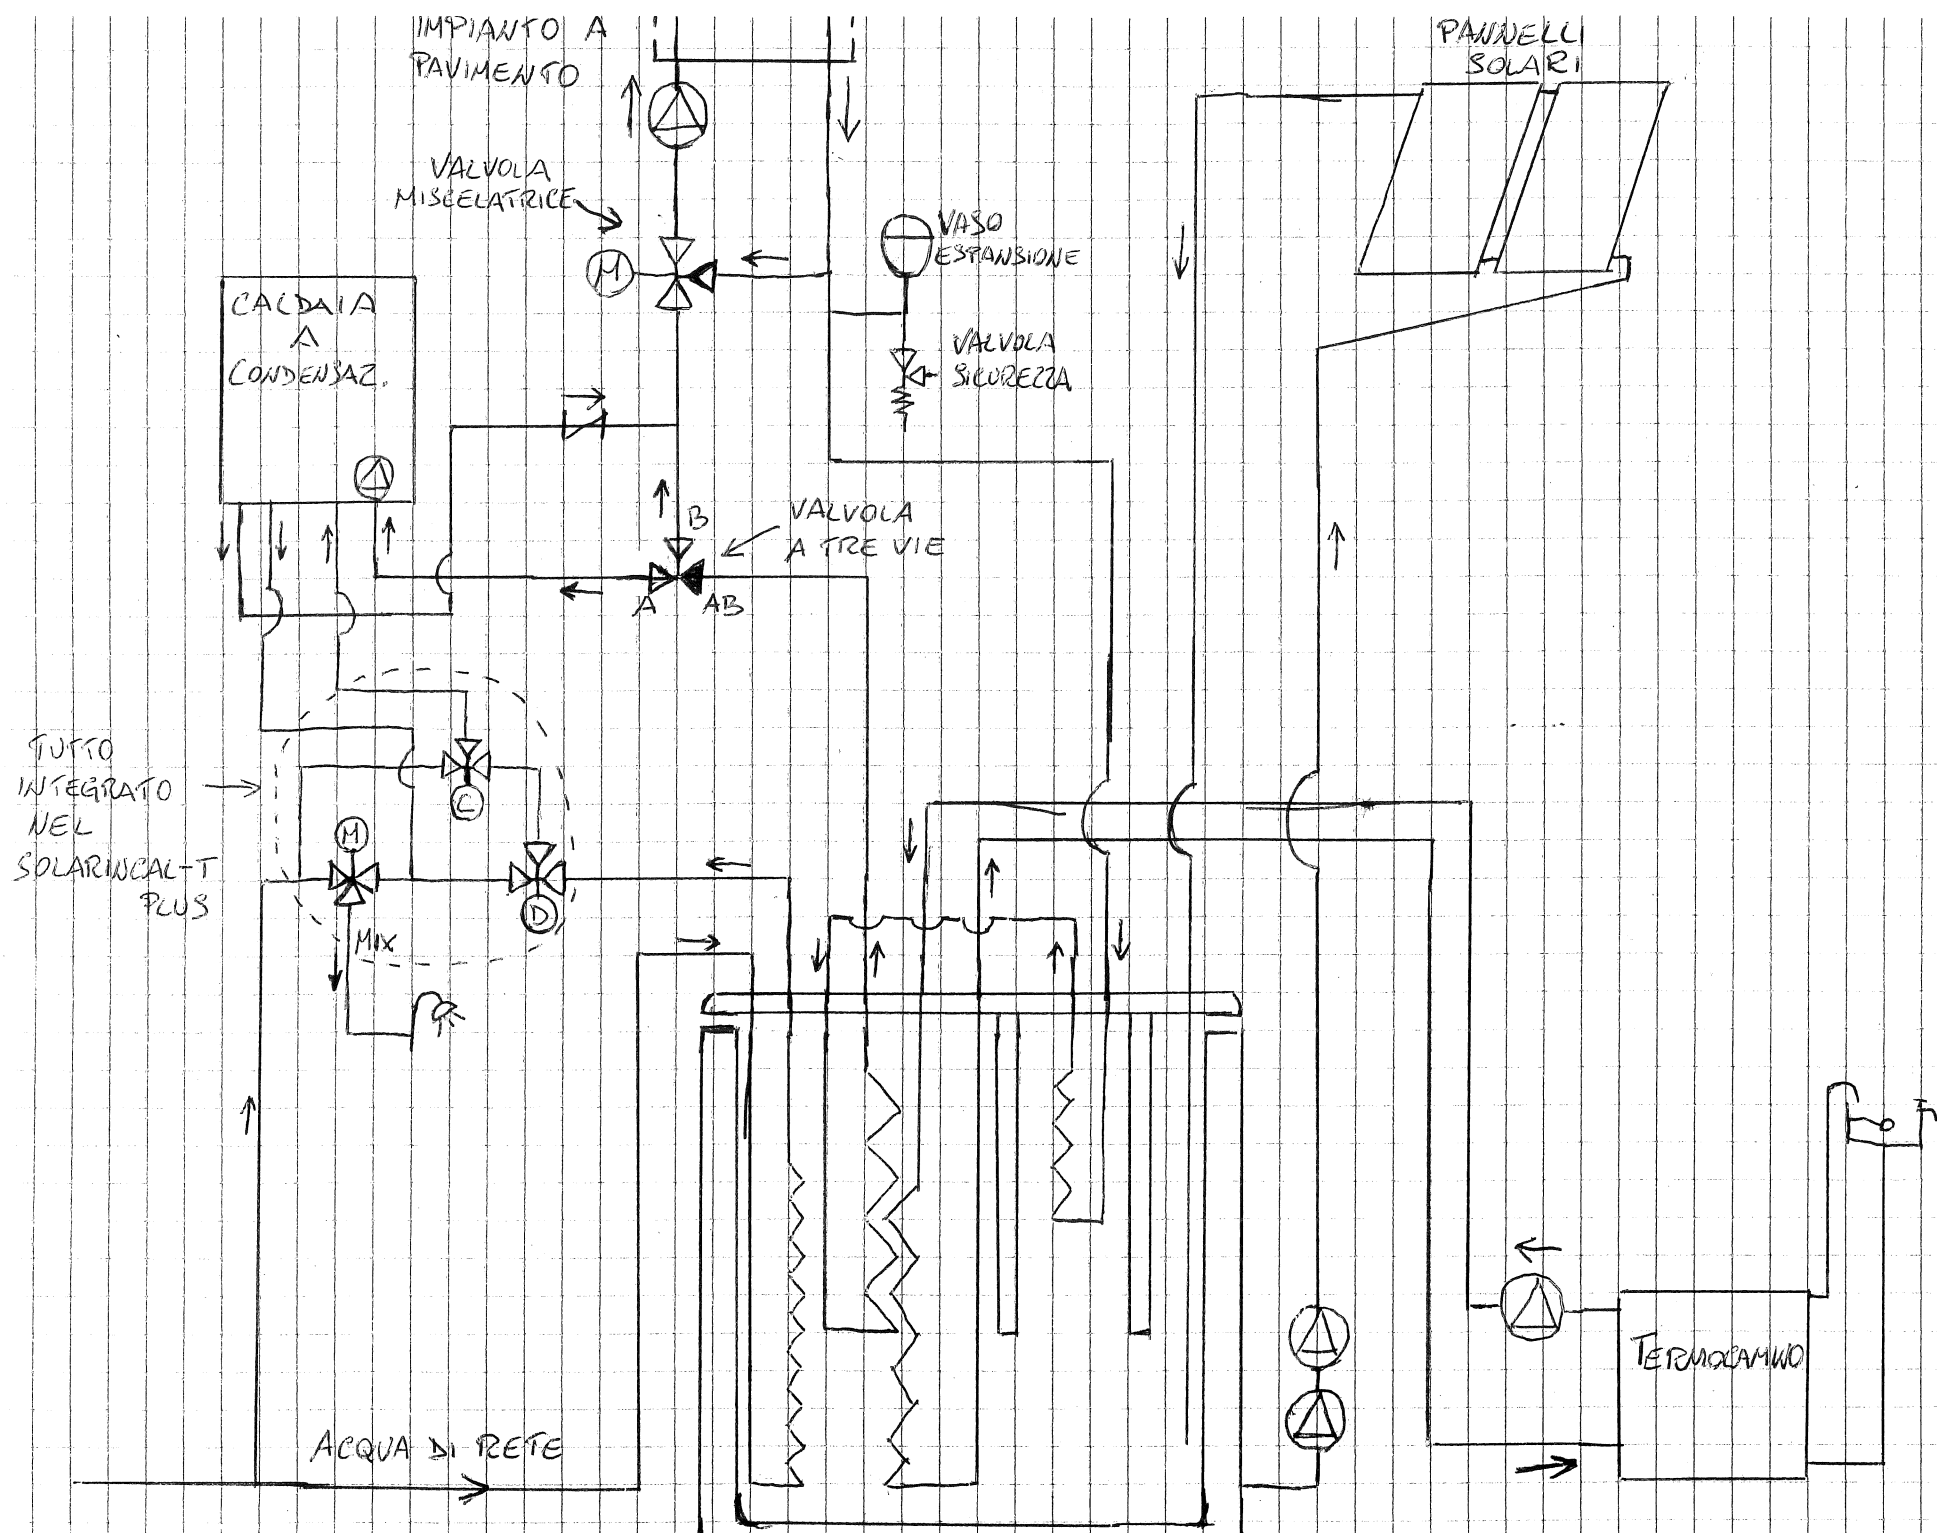 IMPIANTO A
PAVIMENTO
PANNELLI
SOLARI
VALVOLA
MISCELATRICE
M
VASO
ESPANSIONE
CALDAIA
A
CONDENSAZ.
VALVOLA
SICUREZZA
B
VALVOLA
A TRE VIE
A
AB
TUTTO
INTEGRATO
NEL
SOLARINCAL-T
PLUS
C
M
D
MIX
TERMOCAMINO
ACQUA DI RETE